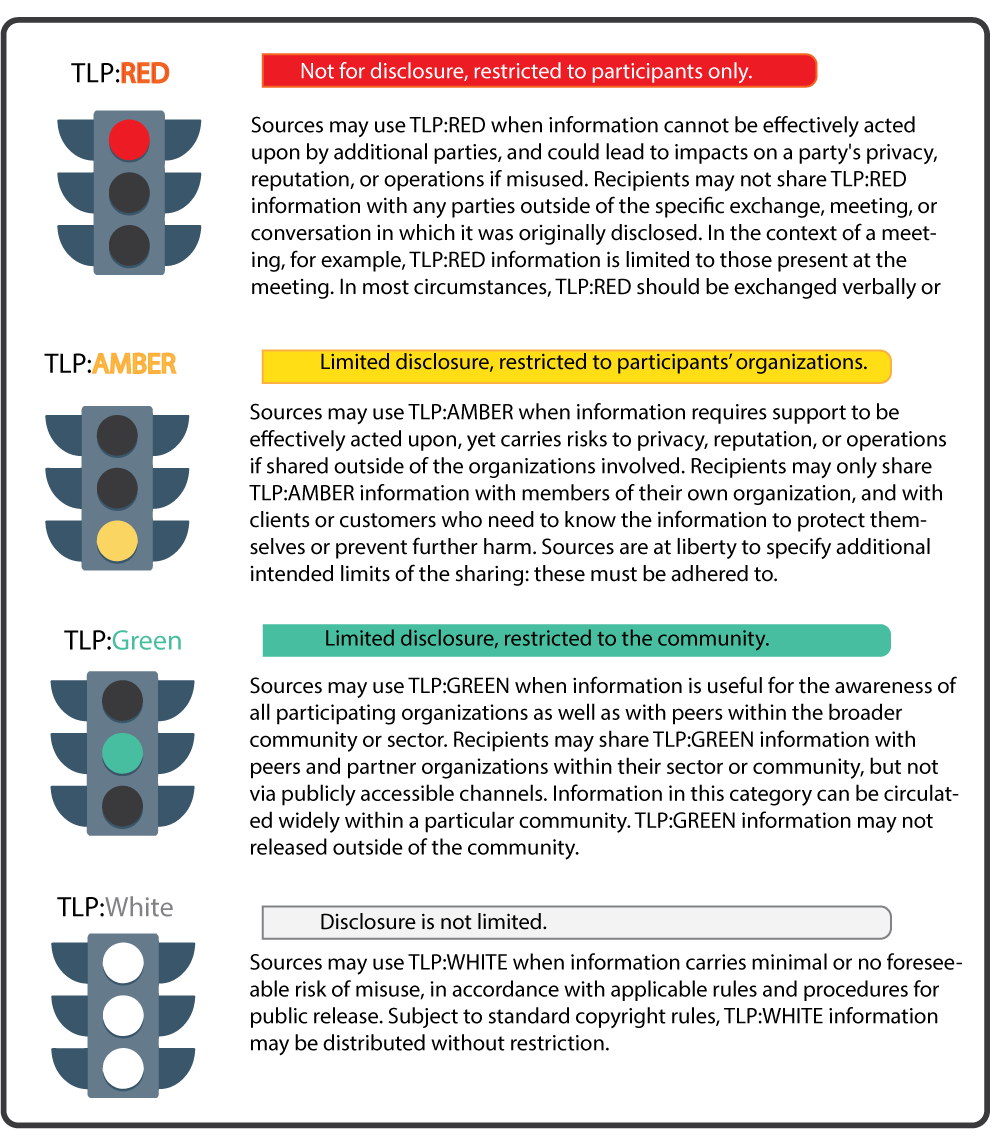 TLP:RED
Not for disclosure, restricted to participants only.
Sources may use TLP:RED when information cannot be effectively acted
upon by additional parties, and could lead to impacts on a party's privacy,
reputation, or operations if misused. Recipients may not share TLP:RED
information with any parties outside of the specific exchange, meeting, or
conversation in which it was originally disclosed. In the context of a meet-
ing, for example, TLP:RED information is limited to those present at the
meeting. In most circumstances, TLP:RED should be exchanged verbally or
TLP:AMBER
Limited disclosure, restricted to participants’ organizations.
Sources may use TLP:AMBER when information requires support to be
effectively acted upon, yet carries risks to privacy, reputation, or operations
if shared outside of the organizations involved. Recipients may only share
TLP:AMBER information with members of their own organization, and with
clients or customers who need to know the information to protect them-
selves or prevent further harm. Sources are at liberty to specify additional
intended limits of the sharing: these must be adhered to.
TLP:Green
Limited disclosure, restricted to the community.
Sources may use TLP:GREEN when information is useful for the awareness of
all participating organizations as well as with peers within the broader
community or sector. Recipients may share TLP:GREEN information with
peers and partner organizations within their sector or community, but not
via publicly accessible channels. Information in this category can be circulat-
ed widely within a particular community. TLP:GREEN information may not
released outside of the community.
TLP:White
Disclosure is not limited.
Sources may use TLP:WHITE when information carries minimal or no foresee-
able risk of misuse, in accordance with applicable rules and procedures for
public release. Subject to standard copyright rules, TLP:WHITE information
may be distributed without restriction.